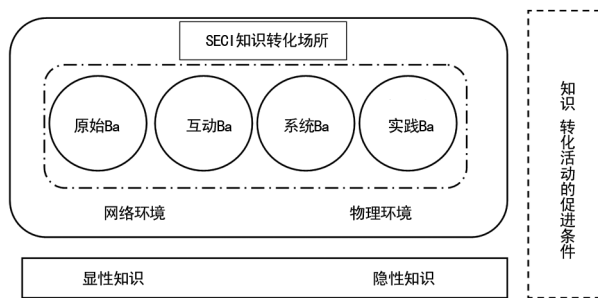 SECI知识转化场所
原始Ba 互动Ba 系统Ba 实践Ba
网络环境 物理环境
显性知识 隐性知识
知识 转化活动的促进条件